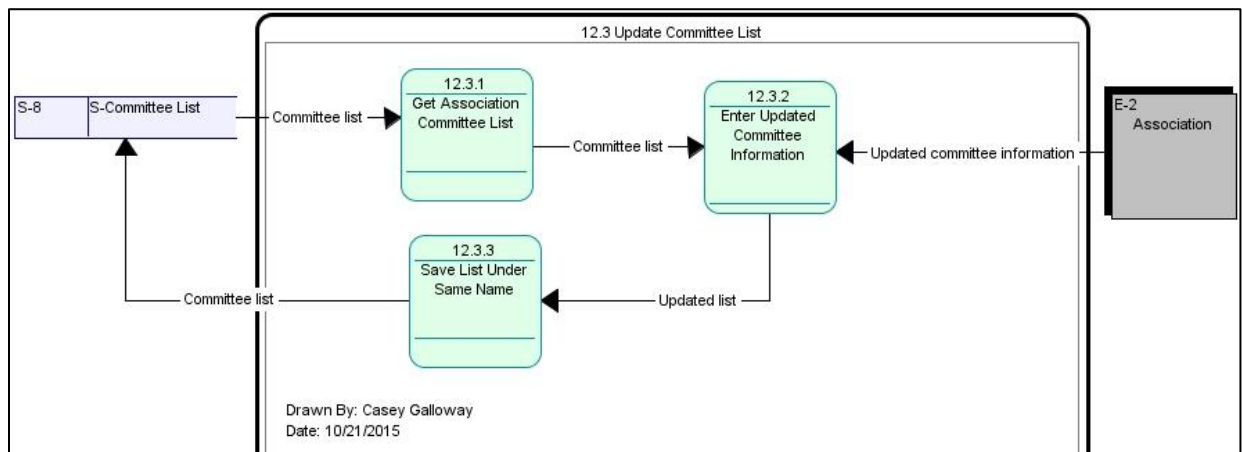 12.3 Update Committee List
S-8
S-Committee List
Committee list
12.3.1
Get Association
Committee List
Committee list
12.3.2
Enter Updated
Committee
Information
Updated committee information
E-2
Association
12.3.3
Save List Under
Same Name
Committee list
Updated list
Drawn By: Casey Galloway
Date: 10/21/2015